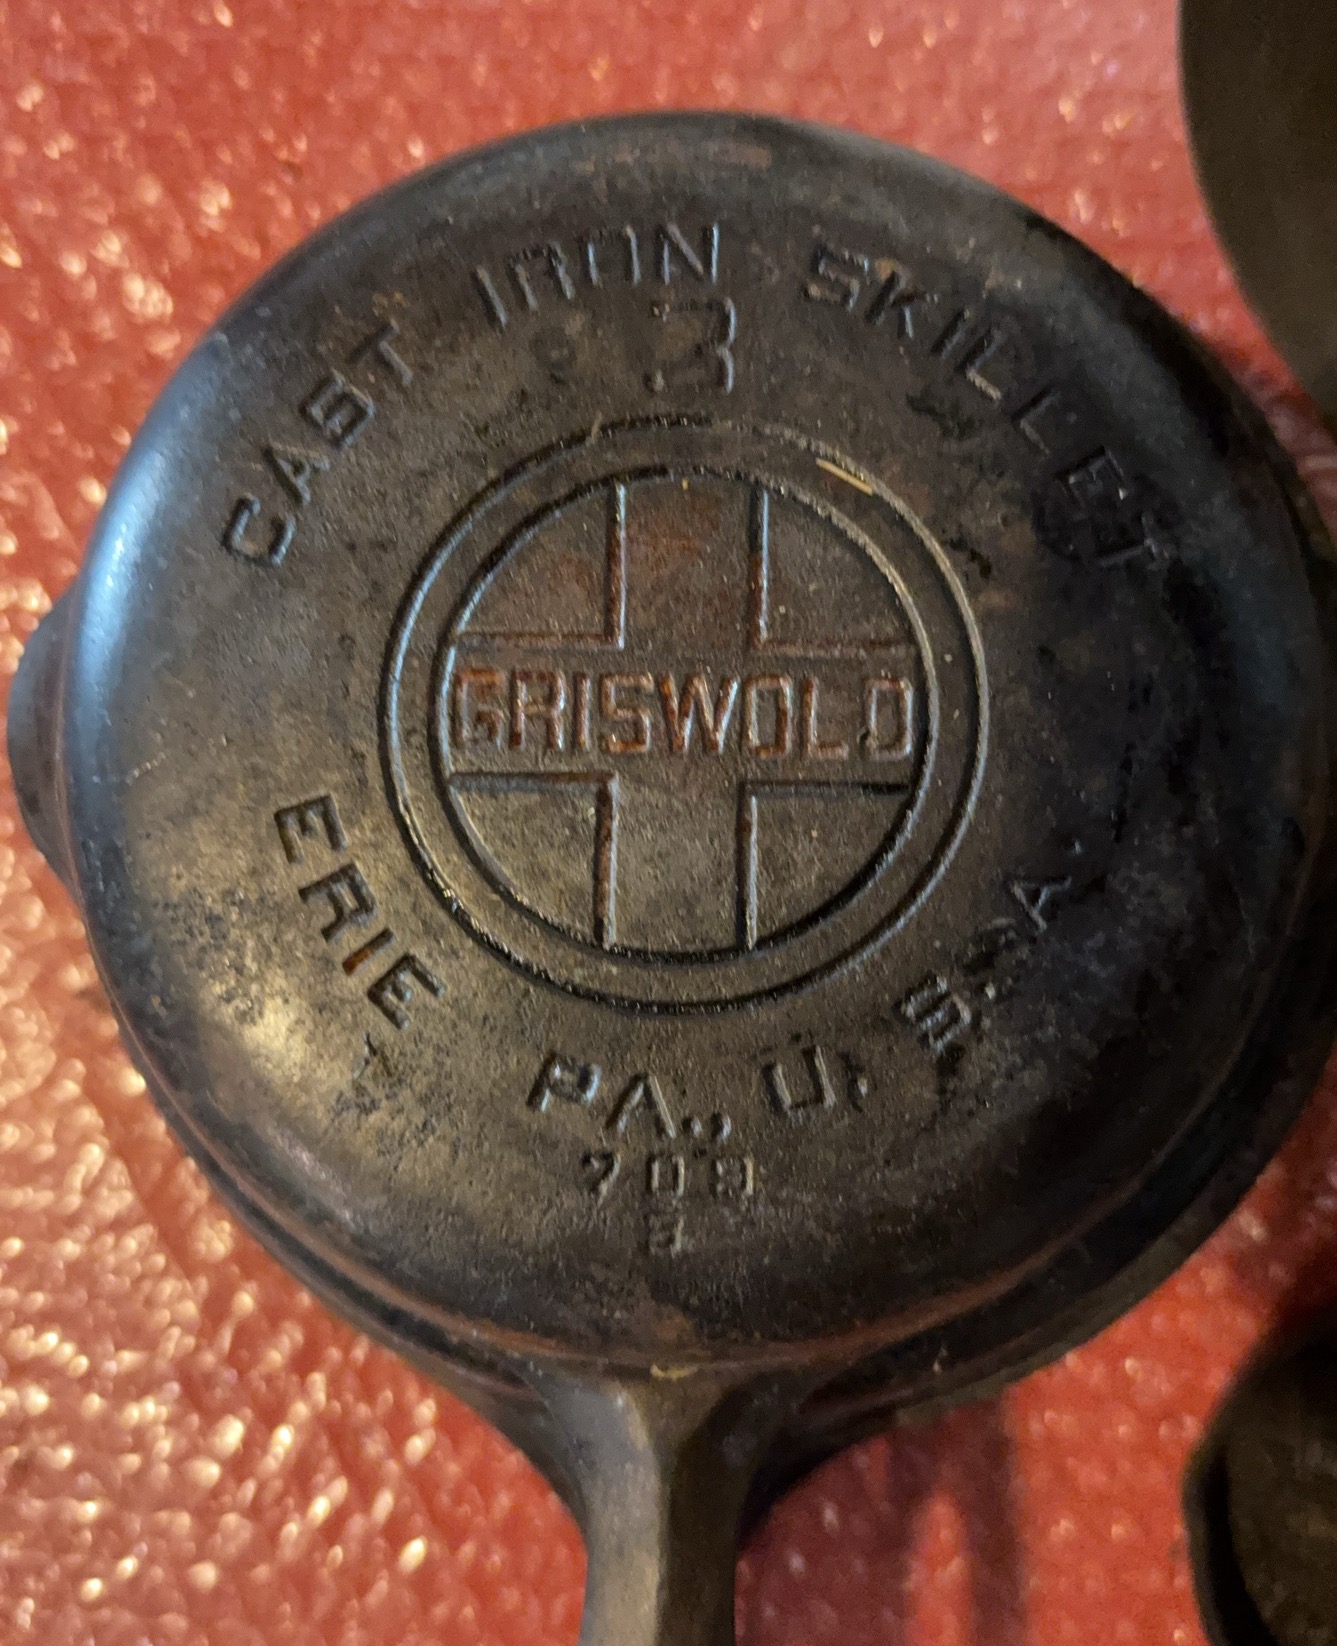 CAST IRON SKILLET
3
GRISWOLD
ERIE PA., U.S.A.
709